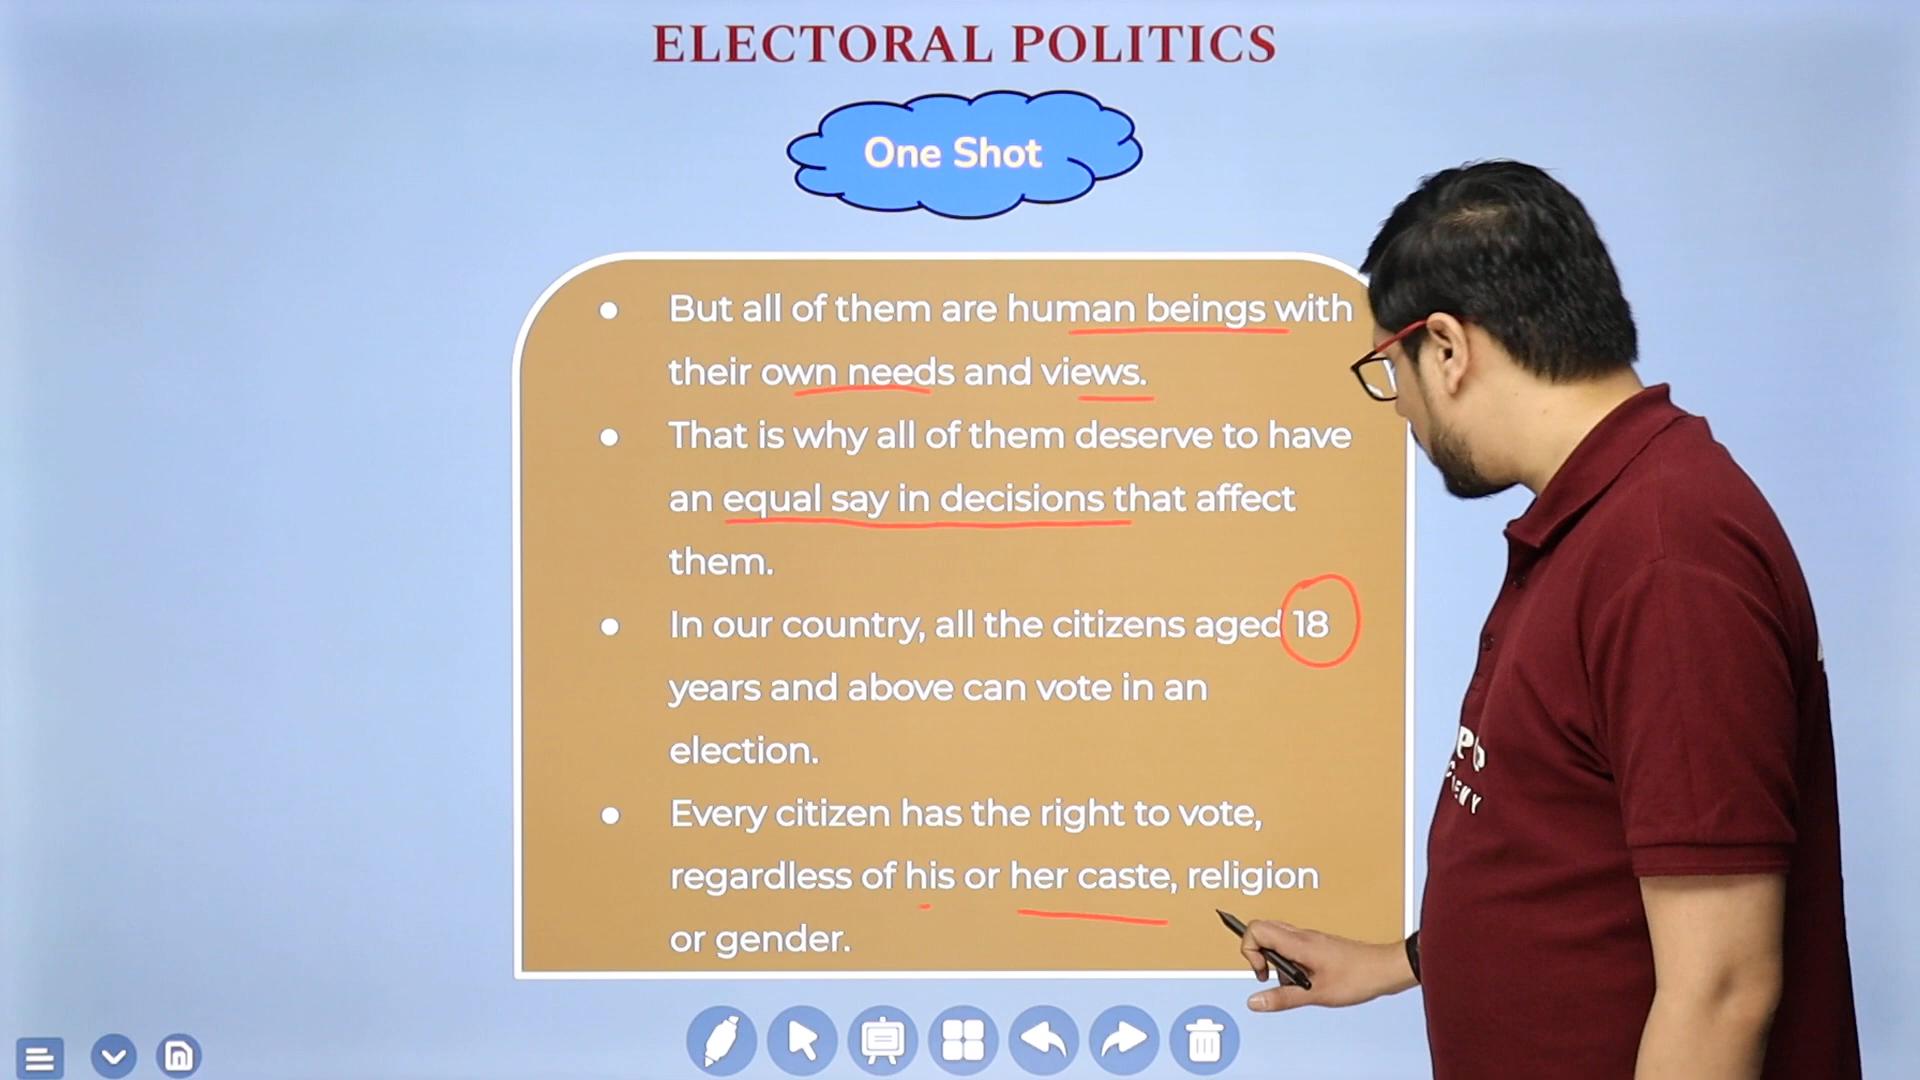 ELECTORAL POLITICS
One Shot
But all of them are human beings with
their own needs and views.
That is why all of them deserve to have
an equal say in decisions that affect
them.
In our country, all the citizens aged 18
years and above can vote in an
election.
Every citizen has the right to vote,
regardless of his or her caste, religion
or gender.